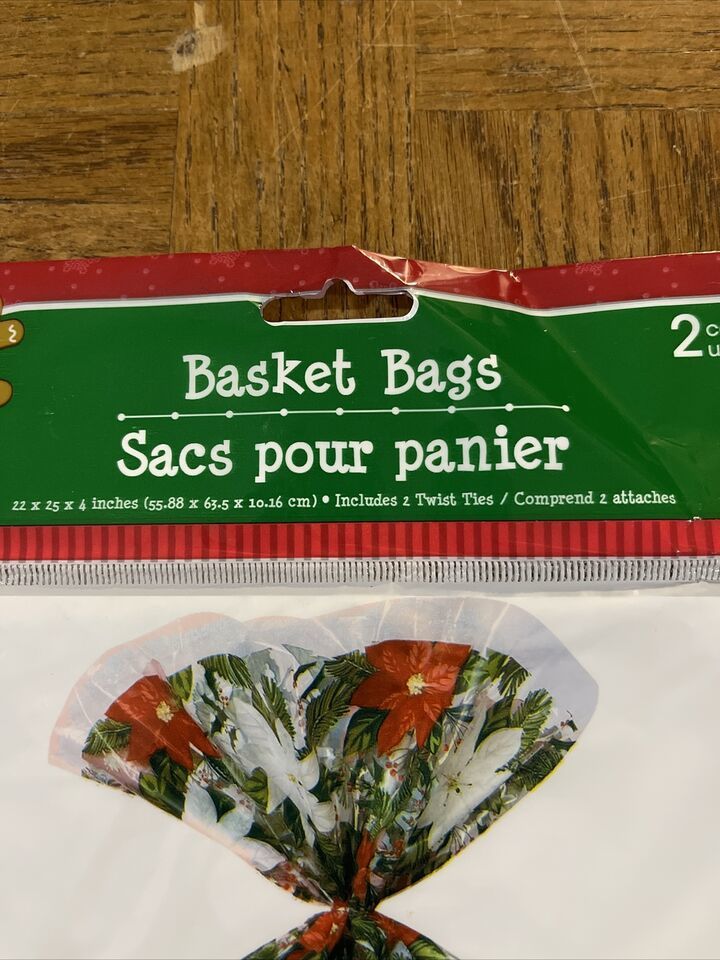 Basket Bags
2
Sacs pour panier
22 x 25 x 4 inches (55.88 x 63.5 x 10.16 cm) • Includes 2 Twist Ties / Comprend 2 attaches